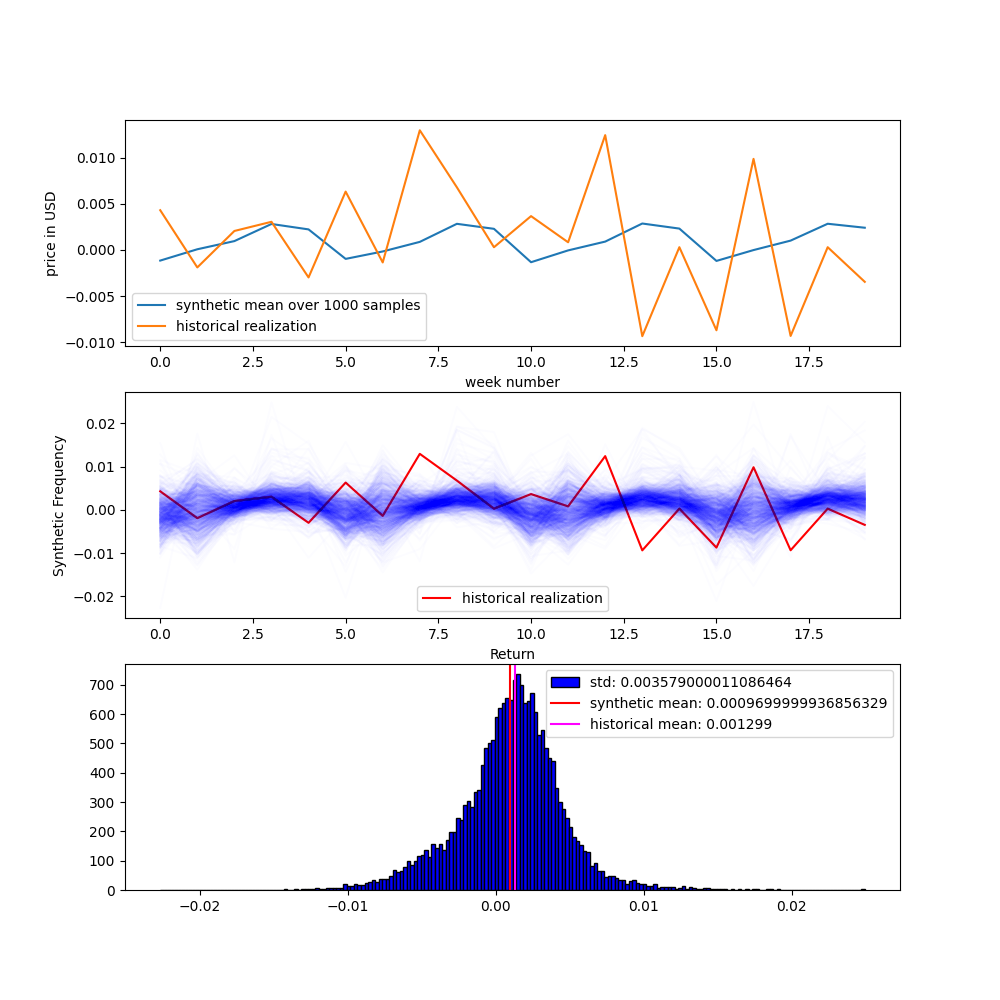 0.010
0.005
0.000
−0.005
−0.010
price in USD
synthetic mean over 1000 samples
historical realization
0.0 2.5 5.0 7.5 10.0 12.5 15.0 17.5
week number
0.02
0.01
0.00
−0.01
−0.02
Synthetic Frequency
historical realization
0.0 2.5 5.0 7.5 10.0 12.5 15.0 17.5
Return
700
600
500
400
300
200
100
0
std: 0.003579000011086464
synthetic mean: 0.0009699999936856329
historical mean: 0.001299
−0.02 −0.01 0.00 0.01 0.02